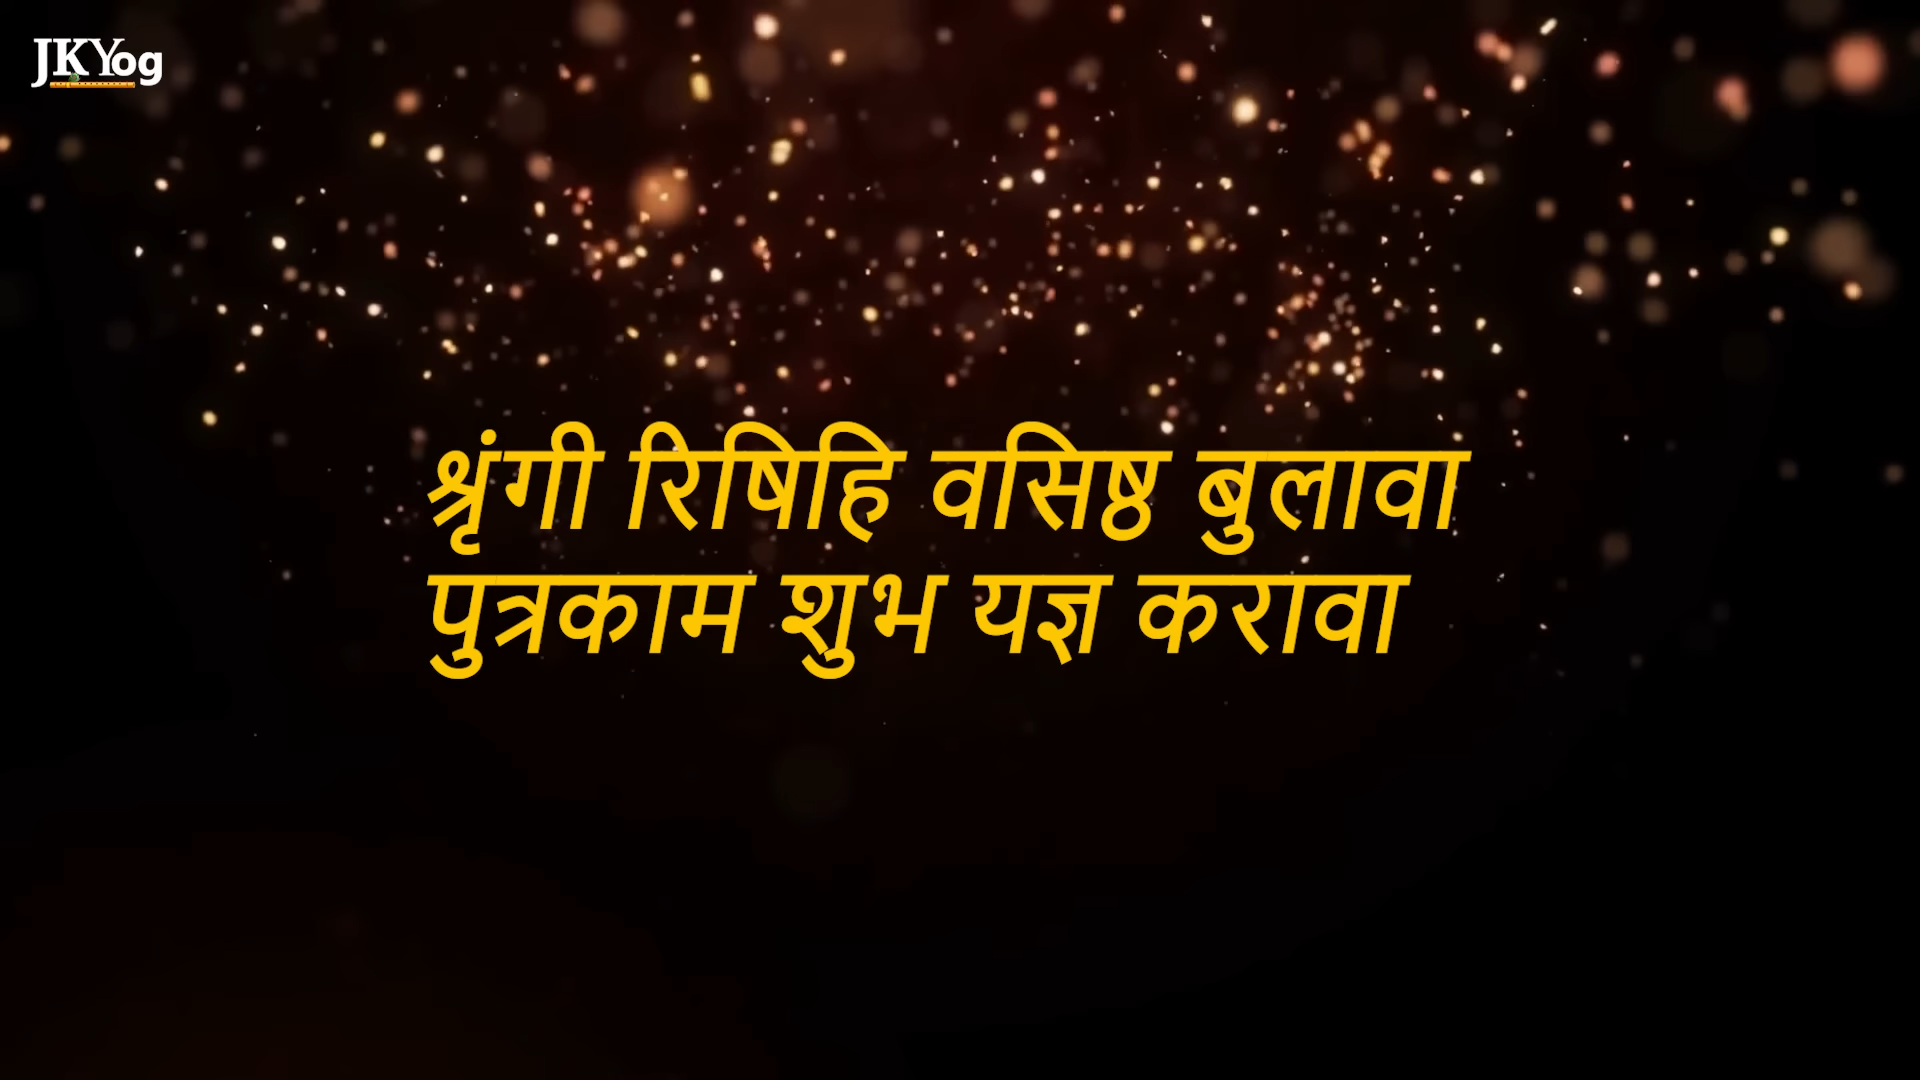 JKYog
श्रृंगी रिषिहि वसिष्ठ बुलावा
पुत्रकाम शुभ यज्ञ करावा